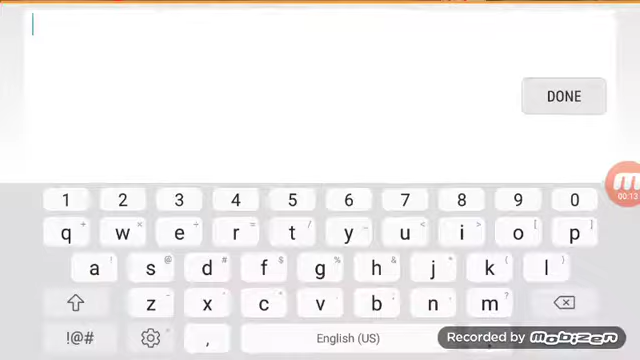 DONE
00:13
1 2 3 4 5 6 7 8 9 0
q w e r t y u i o p
a s d f g h j k l
z x c v b n m
!@# , English (US)
Recorded by mobizen